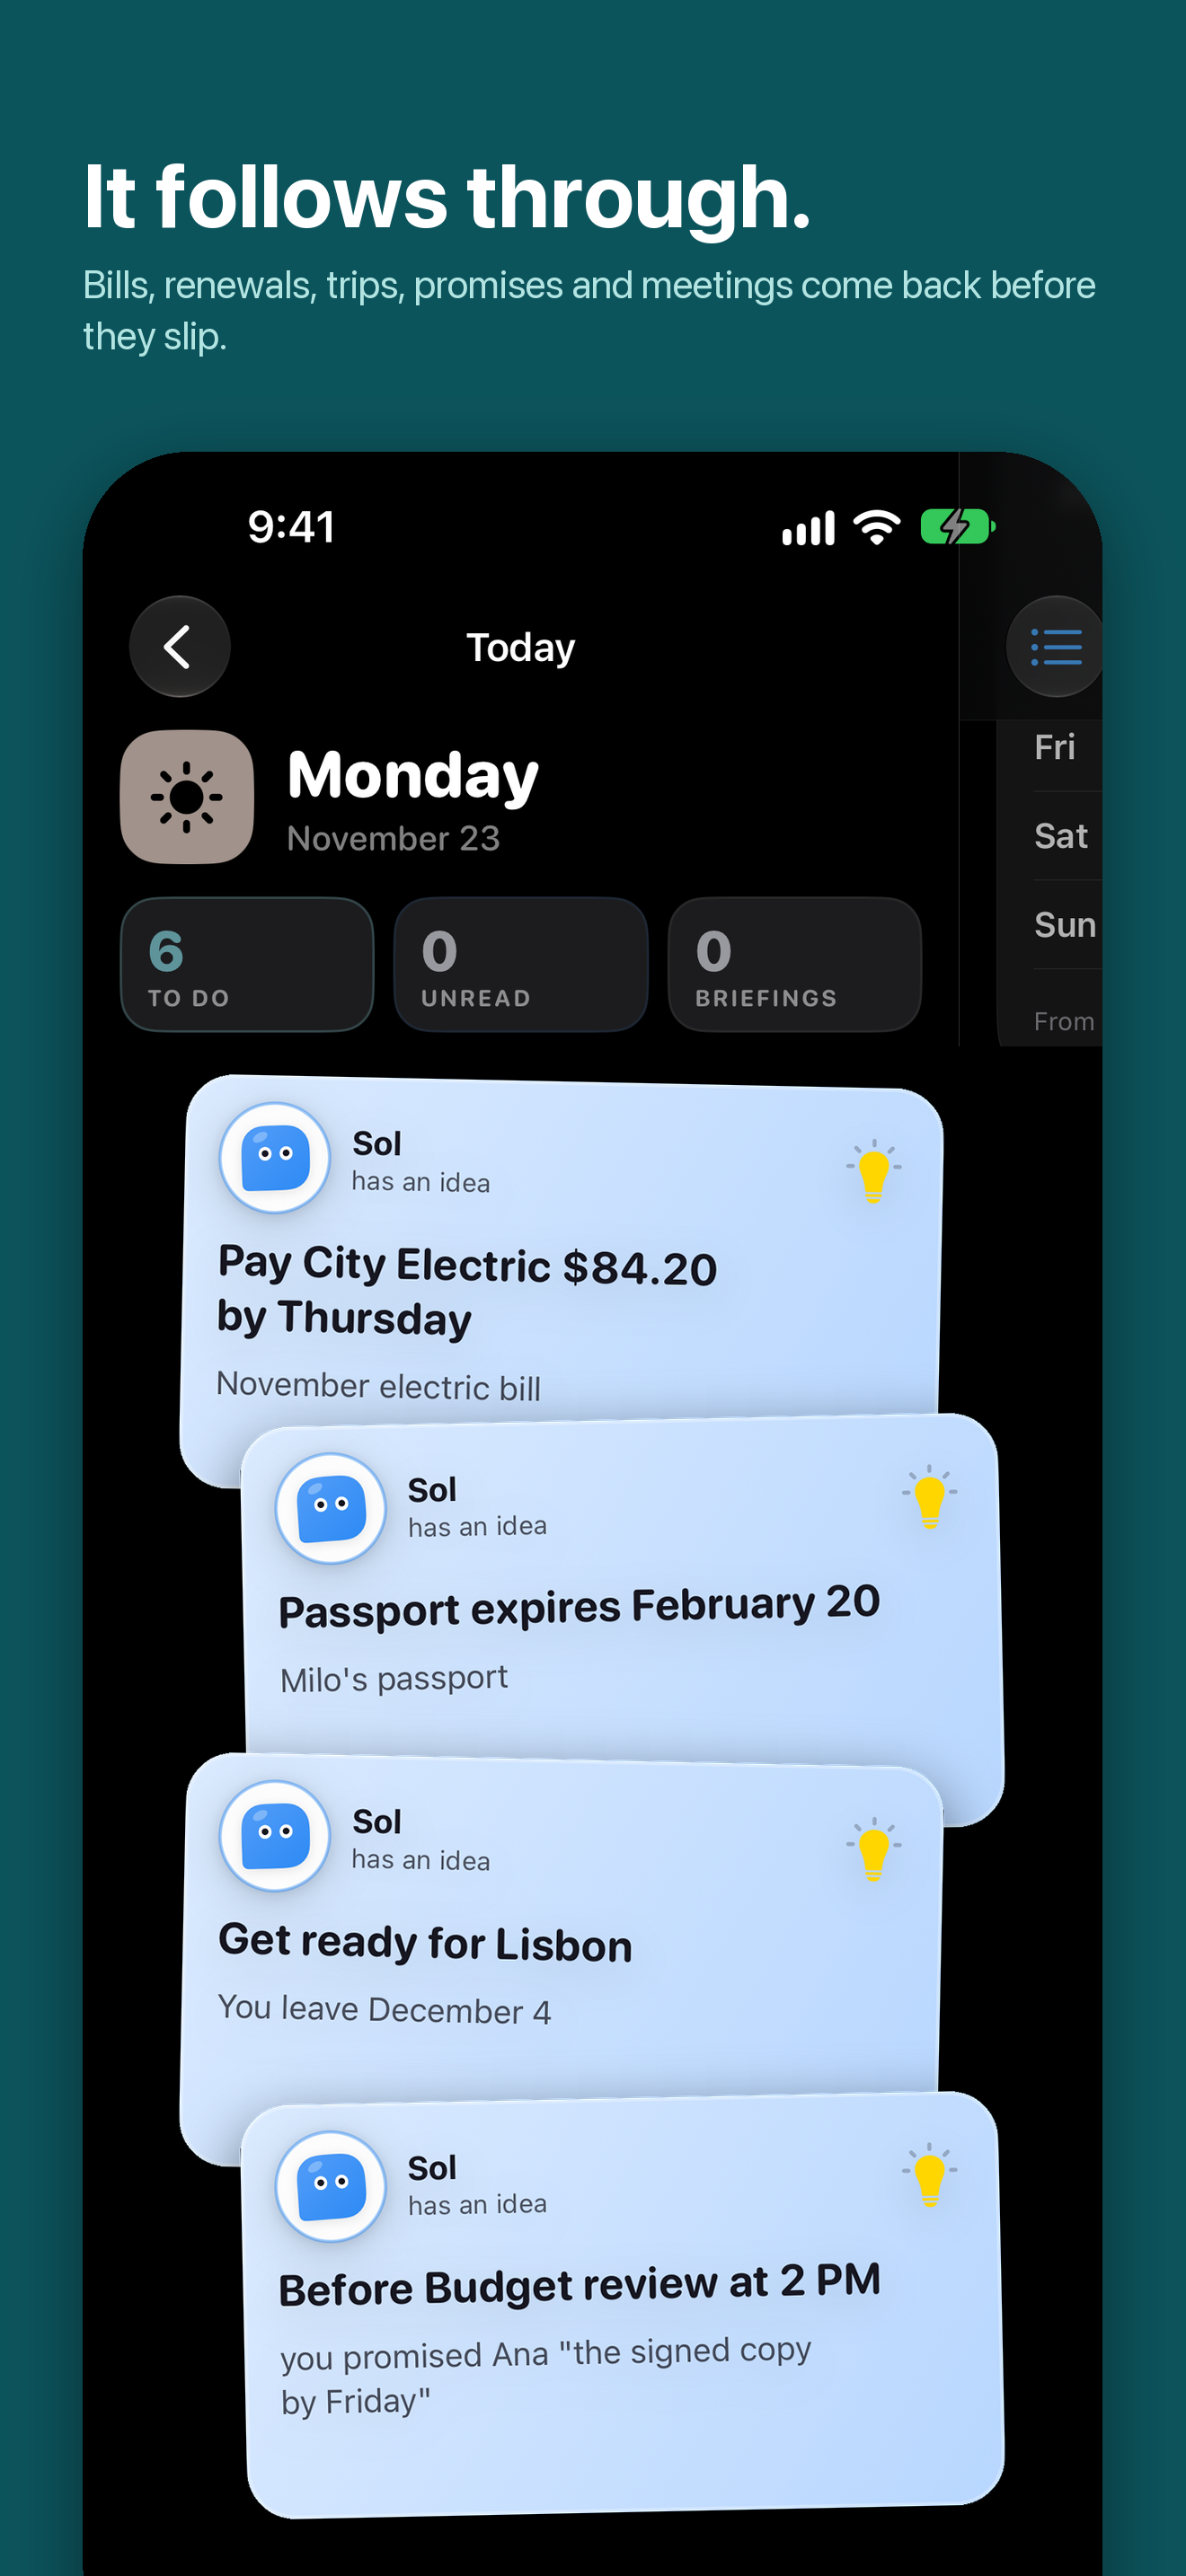 It follows through.
Bills, renewals, trips, promises and meetings come back before
they slip.
9:41
Today
Monday
November 23
6
TO DO
0
UNREAD
0
BRIEFINGS
Fri
Sat
Sun
From
Sol
has an idea
Pay City Electric $84.20
by Thursday
November electric bill
Sol
has an idea
Passport expires February 20
Milo's passport
Sol
has an idea
Get ready for Lisbon
You leave December 4
Sol
has an idea
Before Budget review at 2 PM
you promised Ana "the signed copy
by Friday"